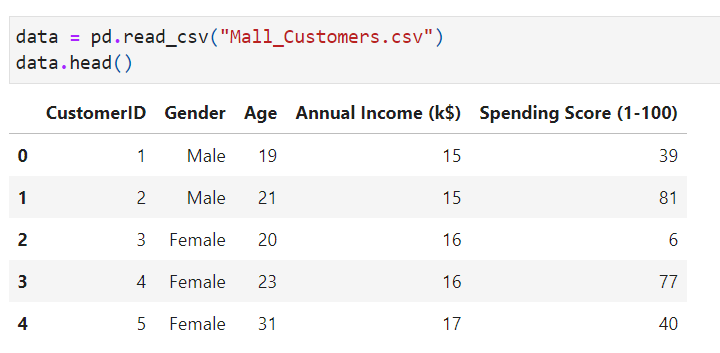 data = pd.read_csv("Mall_Customers.csv")
data.head()
CustomerID Gender Age Annual Income (k$) Spending Score (1-100)
0 1 Male 19 15 39
1 2 Male 21 15 81
2 3 Female 20 16 6
3 4 Female 23 16 77
4 5 Female 31 17 40